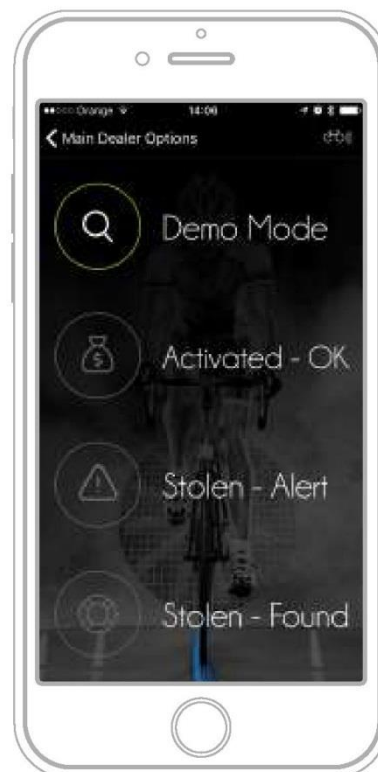 Orange 14:06
Main Dealer Options
Demo Mode
Activated - OK
Stolen - Alert
Stolen - Found